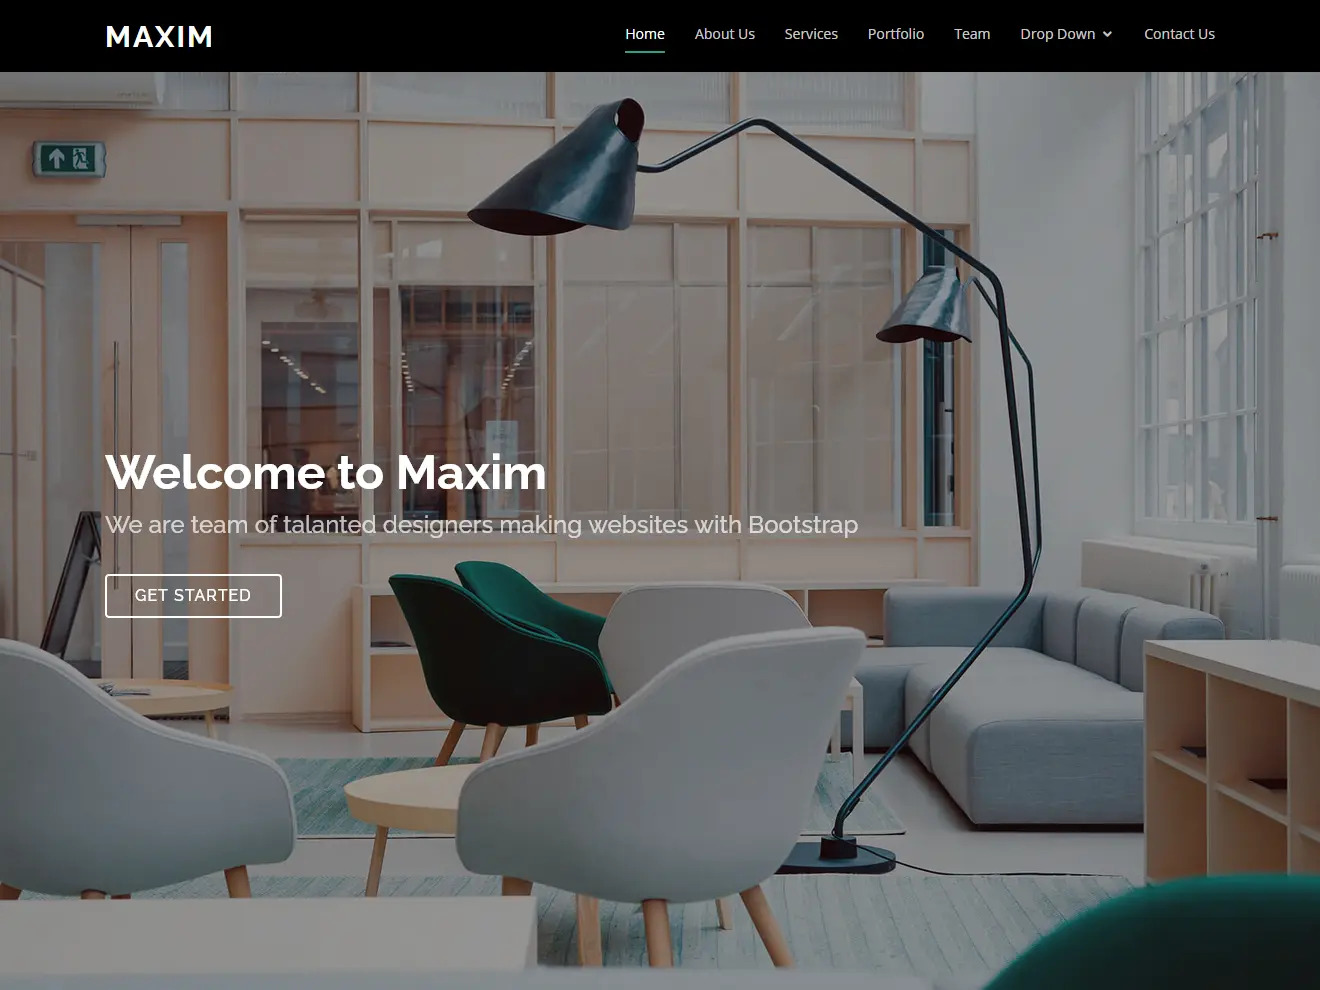 MAXIM
Home About Us Services Portfolio Team Drop Down Contact Us
Welcome to Maxim
We are team of talanted designers making websites with Bootstrap
GET STARTED